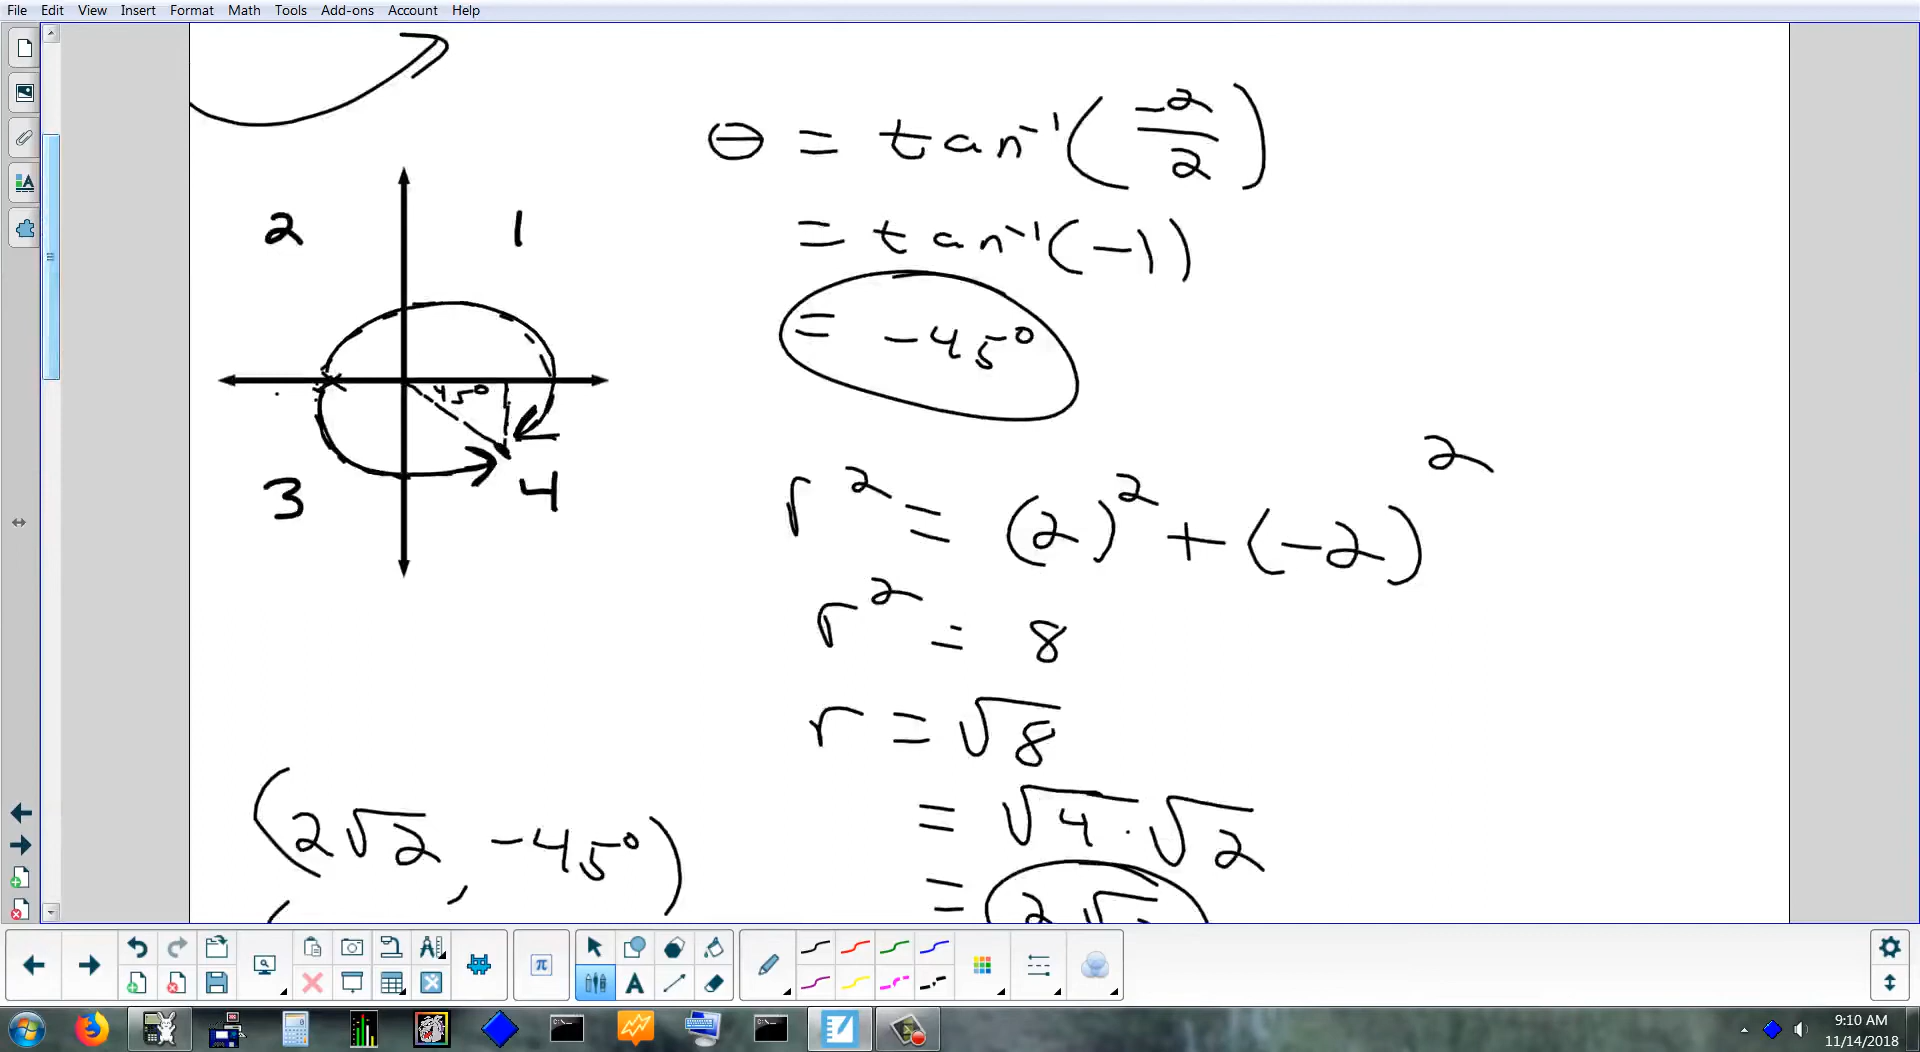 File Edit View Insert Format Math Tools Add-ons Account Help
θ = tan⁻¹(-2/2)
= tan⁻¹(-1)
= -45°
2 1
45°
3 4
r² = (2)² + (-2)²
r² = 8
r = √8
= √4 · √2
= 2√2
(2√2, -45°)
(
π
A
9:10 AM
11/14/2018